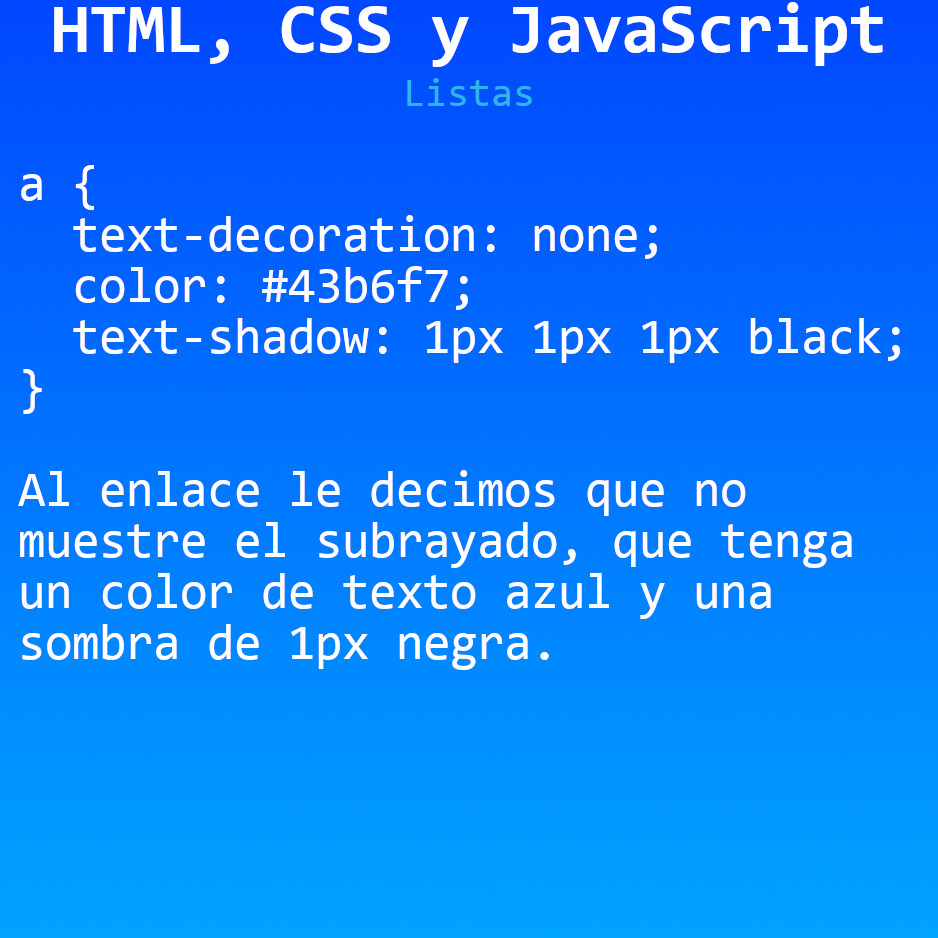 HTML, CSS y JavaScript
Listas
a {
  text-decoration: none;
  color: #43b6f7;
  text-shadow: 1px 1px 1px black;
}
Al enlace le decimos que no
muestre el subrayado, que tenga
un color de texto azul y una
sombra de 1px negra.